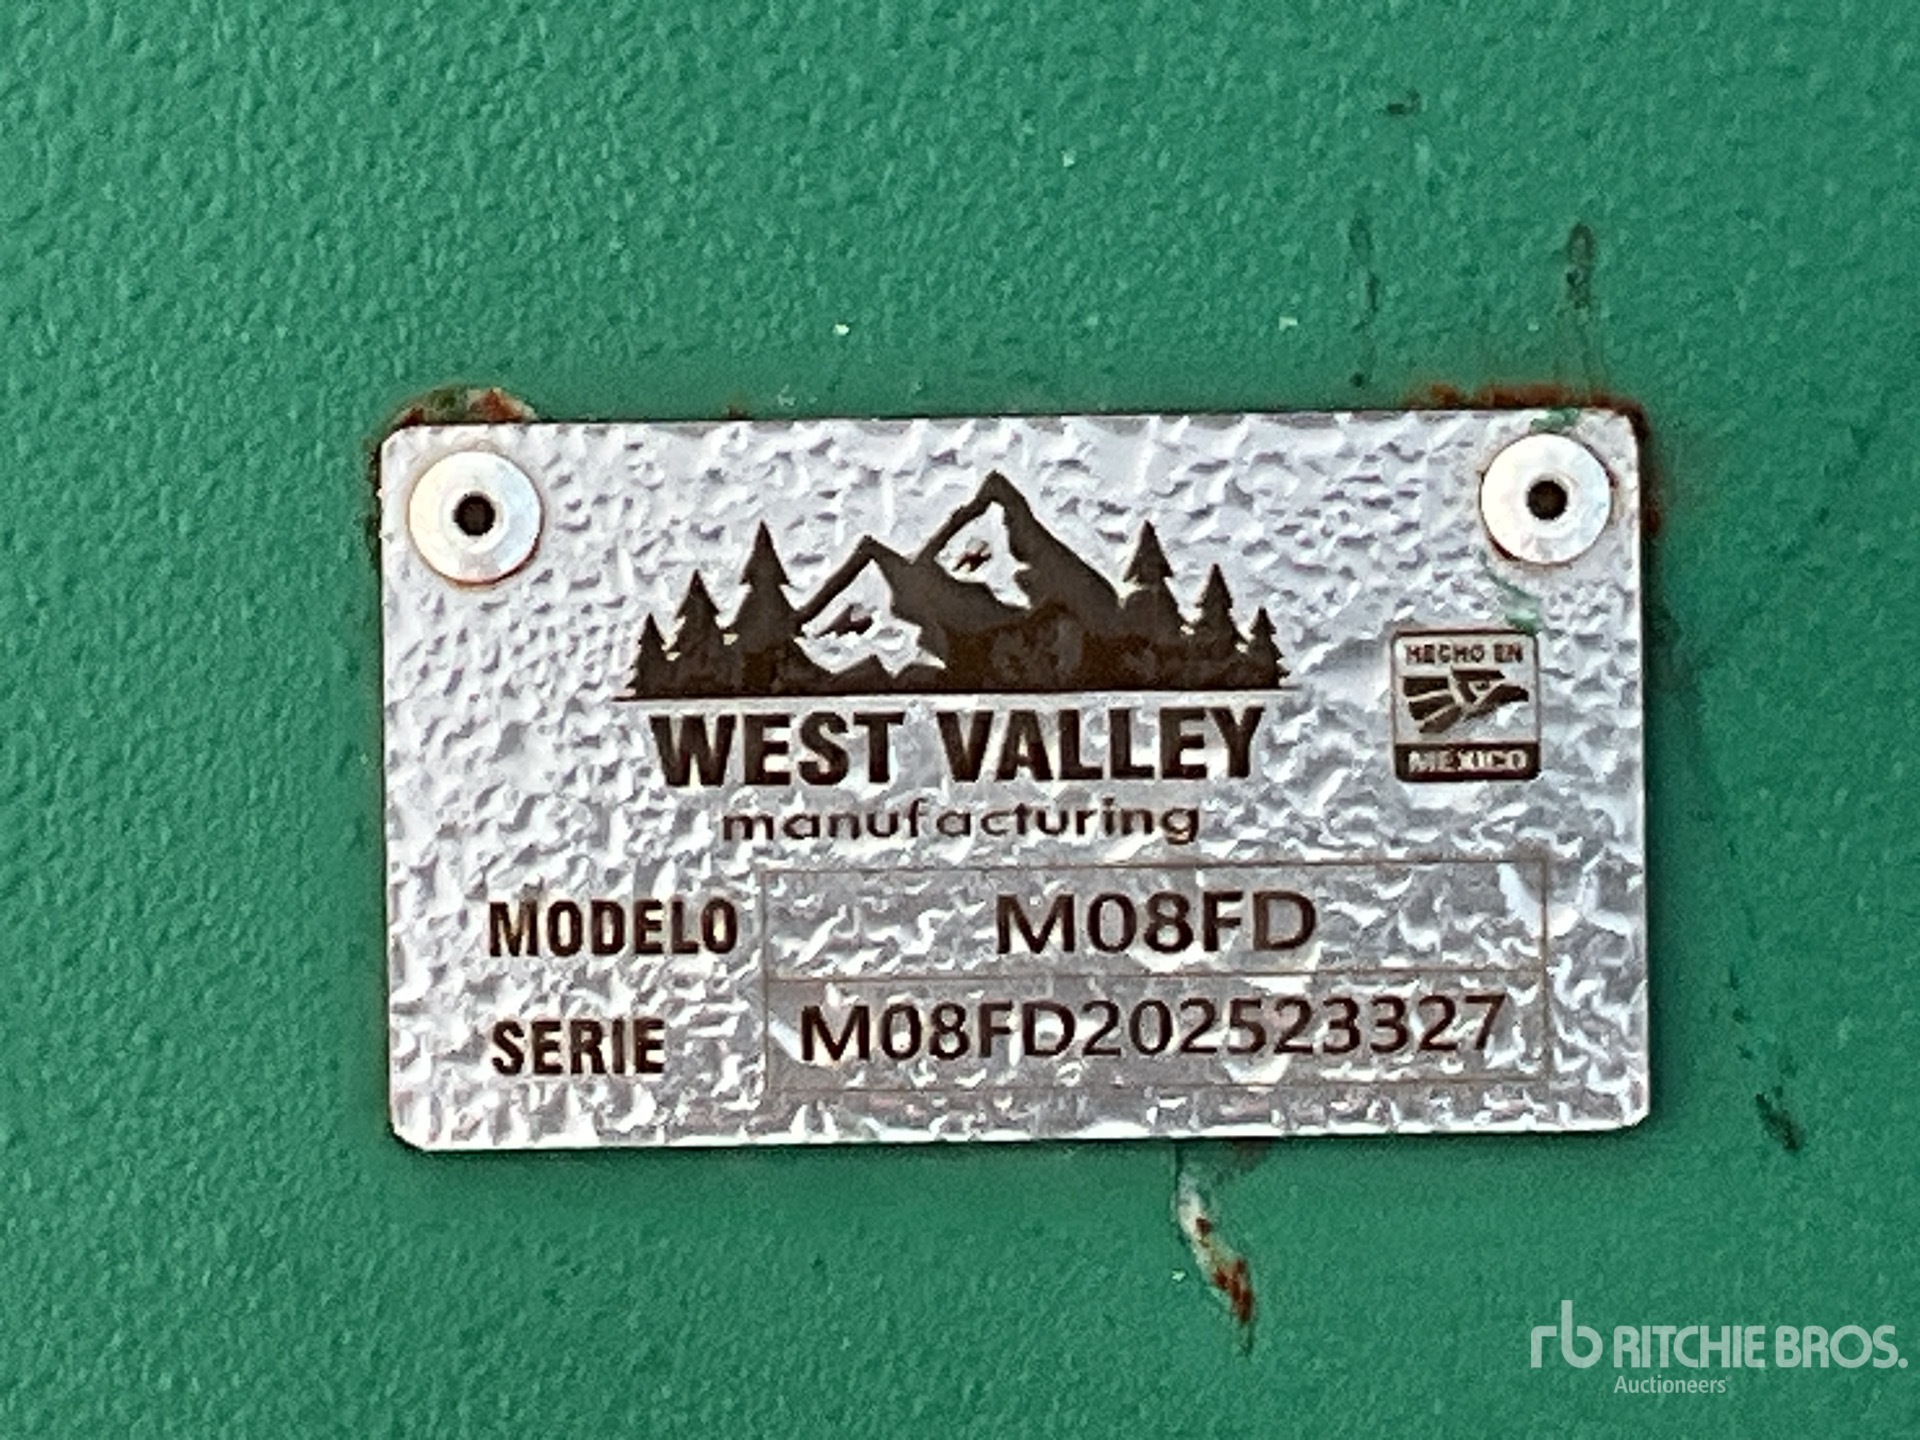 WEST VALLEY
manufacturing
HECHO EN
MEXICO
MODELO M08FD
SERIE M08FD202523327
rb RITCHIE BROS.
Auctioneers